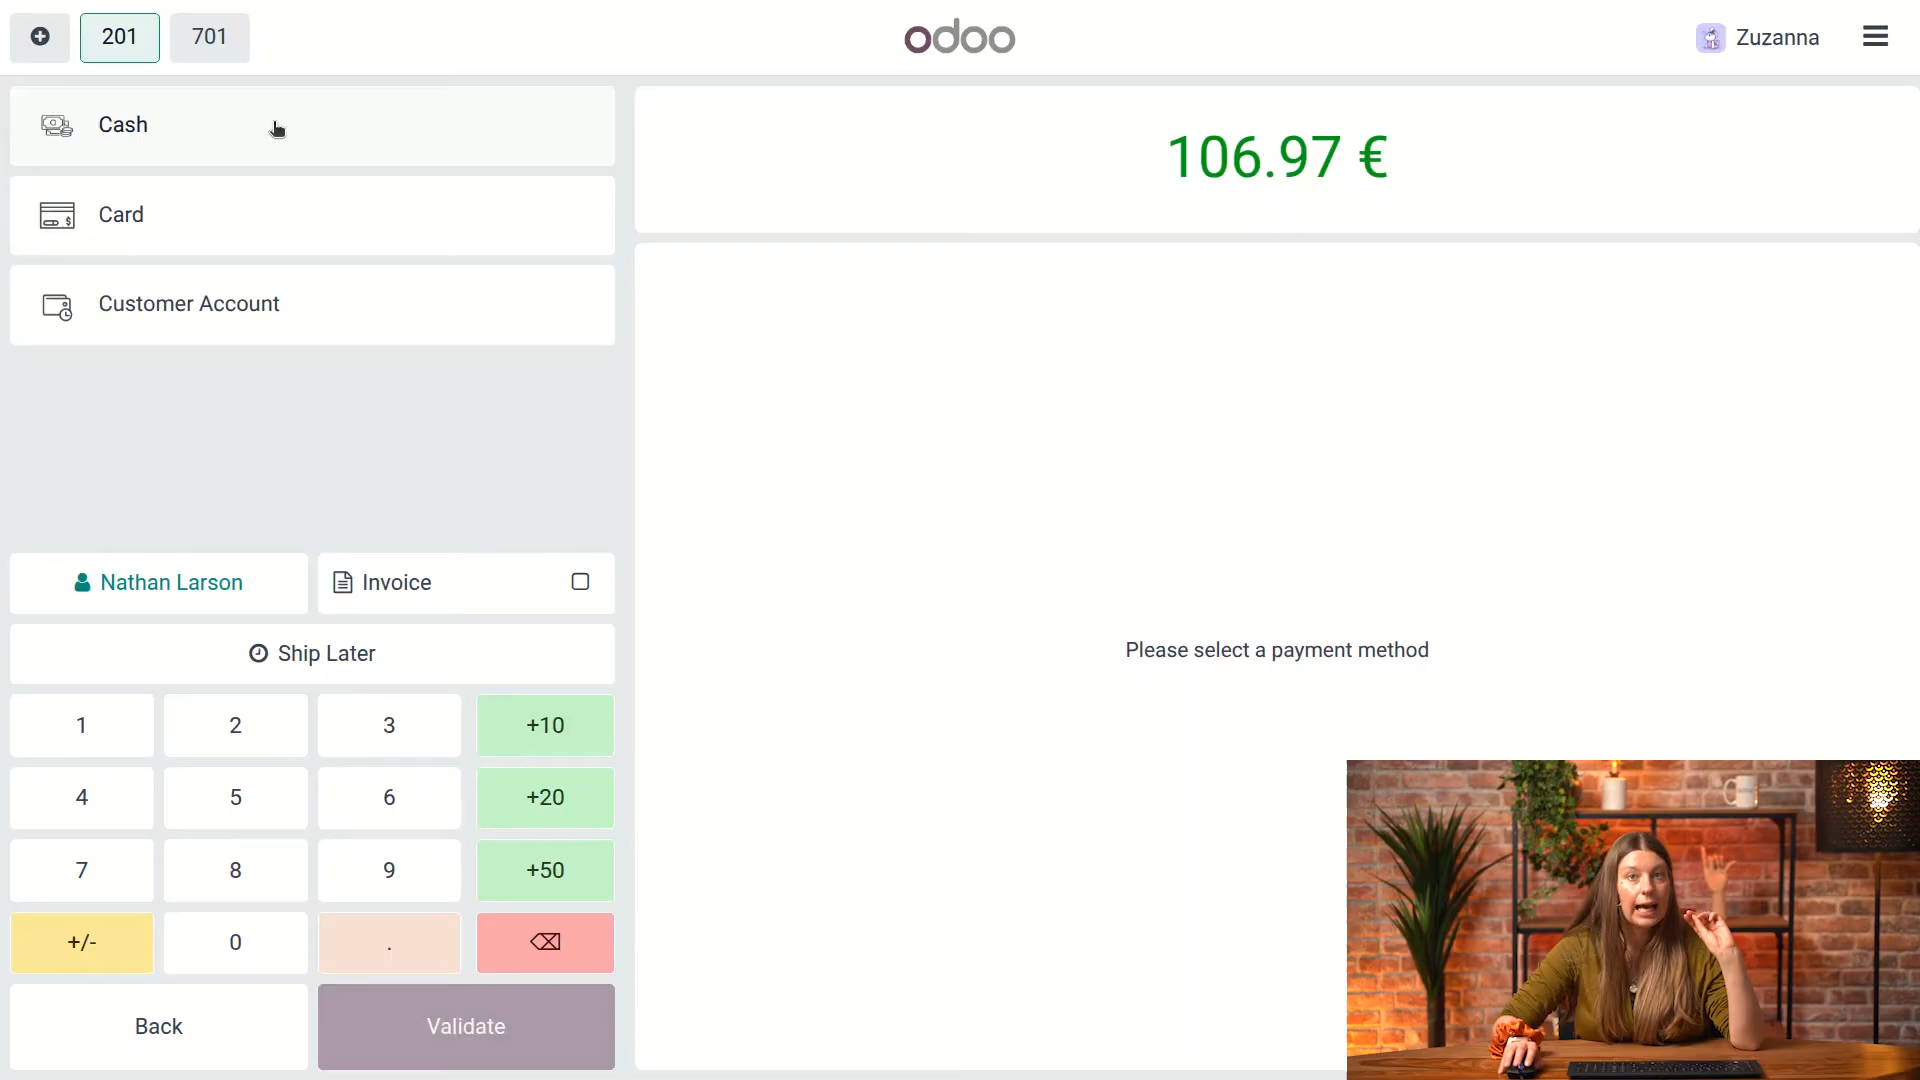 201
701
odoo
Zuzanna
Cash
Card
Customer Account
106.97 €
Please select a payment method
Nathan Larson
Invoice
Ship Later
1 2 3 +10
4 5 6 +20
7 8 9 +50
+/- 0 .
Back
Validate